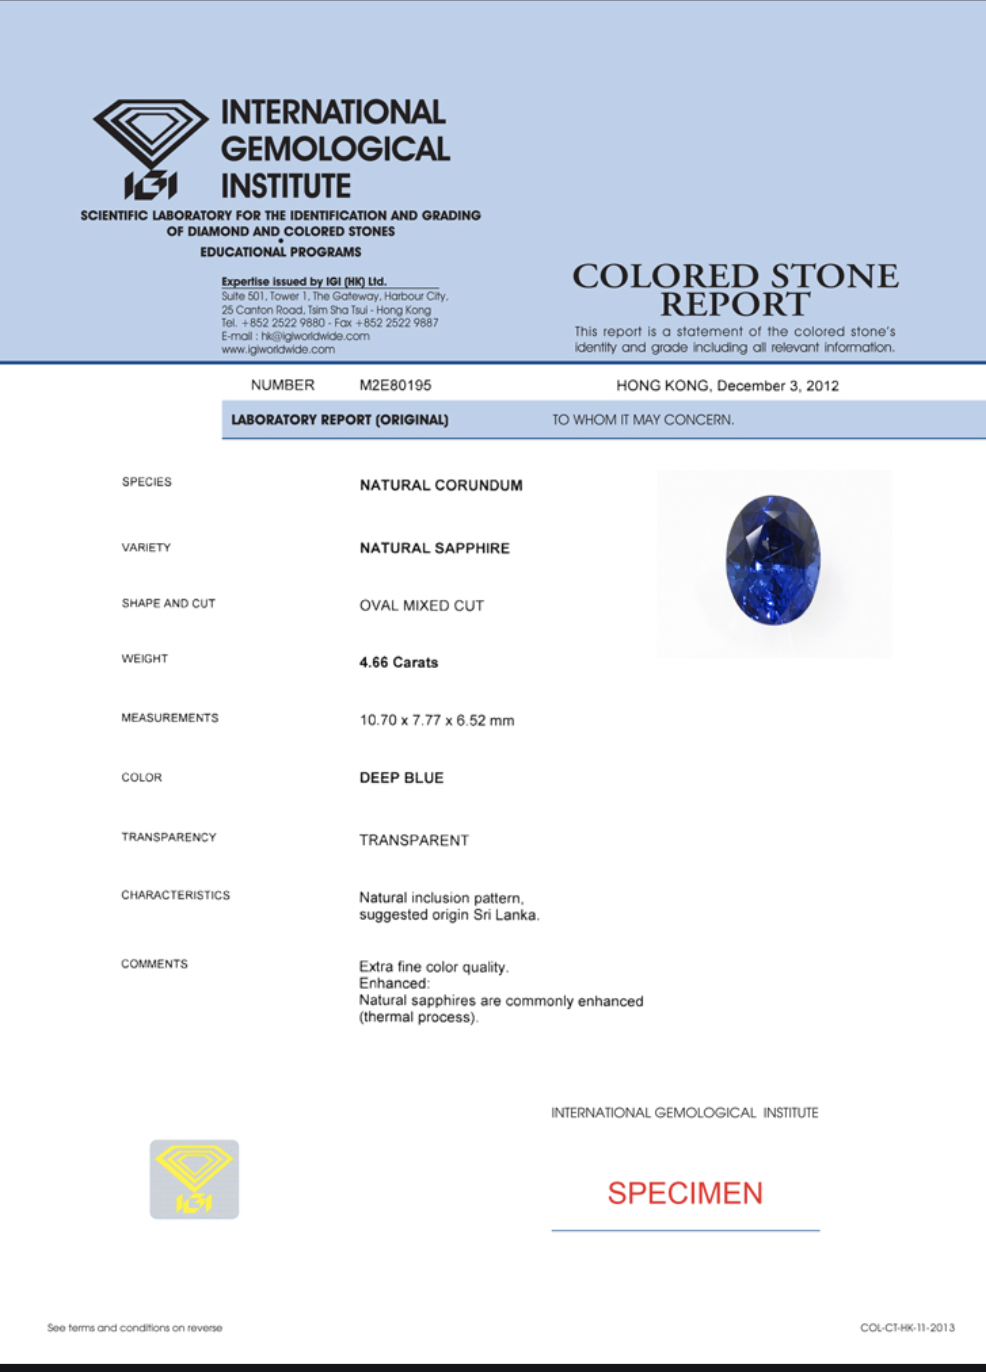 INTERNATIONAL
GEMOLOGICAL
INSTITUTE
IGI
SCIENTIFIC LABORATORY FOR THE IDENTIFICATION AND GRADING
OF DIAMOND AND COLORED STONES
•
EDUCATIONAL PROGRAMS
Expertise issued by IGI (HK) Ltd.
Suite 501, Tower 1, The Gateway, Harbour City,
25 Canton Road, Tsim Sha Tsui - Hong Kong
Tel. +852 2522 9880 - Fax +852 2522 9887
E-mail : hk@igiworldwide.com
www.igiworldwide.com
COLORED STONE
REPORT
This report is a statement of the colored stone's
identity and grade including all relevant information.
NUMBER M2E80195 HONG KONG, December 3, 2012
LABORATORY REPORT (ORIGINAL) TO WHOM IT MAY CONCERN.
SPECIES NATURAL CORUNDUM
VARIETY NATURAL SAPPHIRE
SHAPE AND CUT OVAL MIXED CUT
WEIGHT 4.66 Carats
MEASUREMENTS 10.70 x 7.77 x 6.52 mm
COLOR DEEP BLUE
TRANSPARENCY TRANSPARENT
CHARACTERISTICS Natural inclusion pattern,
suggested origin Sri Lanka.
COMMENTS Extra fine color quality.
Enhanced:
Natural sapphires are commonly enhanced
(thermal process).
INTERNATIONAL GEMOLOGICAL INSTITUTE
IGI
SPECIMEN
See terms and conditions on reverse COL-CT-HK-11-2013